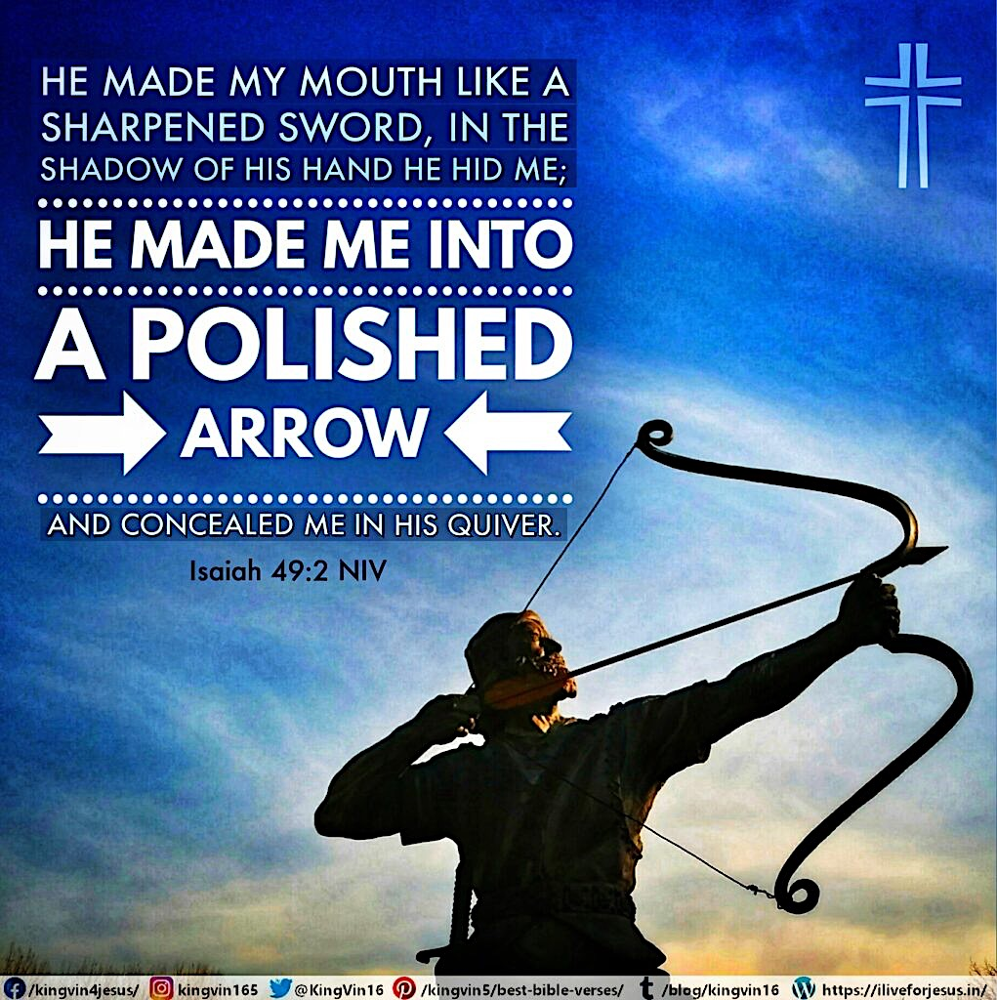 HE MADE MY MOUTH LIKE A
SHARPENED SWORD, IN THE
SHADOW OF HIS HAND HE HID ME;
HE MADE ME INTO
A POLISHED
ARROW
AND CONCEALED ME IN HIS QUIVER.
Isaiah 49:2 NIV
/kingvin4jesus/ kingvin165 @KingVin16 /kingvin5/best-bible-verses/ /blog/kingvin16 https://iliveforjesus.in/